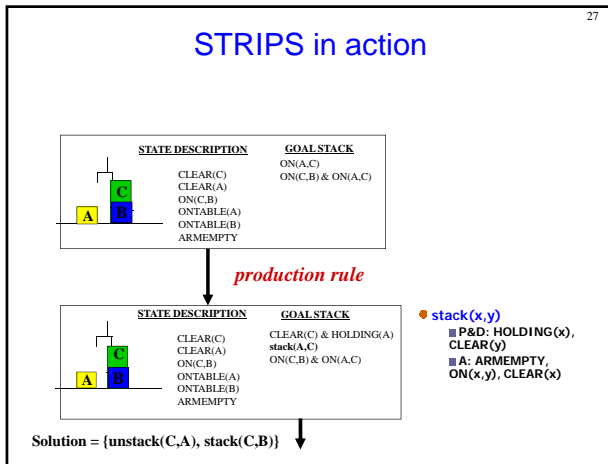 27
STRIPS in action
STATE DESCRIPTION
GOAL STACK
CLEAR(C)
CLEAR(A)
ON(C,B)
ONTABLE(A)
ONTABLE(B)
ARMEMPTY
ON(A,C)
ON(C,B) & ON(A,C)
C
A B
production rule
STATE DESCRIPTION
GOAL STACK
CLEAR(C)
CLEAR(A)
ON(C,B)
ONTABLE(A)
ONTABLE(B)
ARMEMPTY
CLEAR(C) & HOLDING(A)
stack(A,C)
ON(C,B) & ON(A,C)
C
A B
stack(x,y)
P&D: HOLDING(x),
CLEAR(y)
A: ARMEMPTY,
ON(x,y), CLEAR(x)
Solution = {unstack(C,A), stack(C,B)}